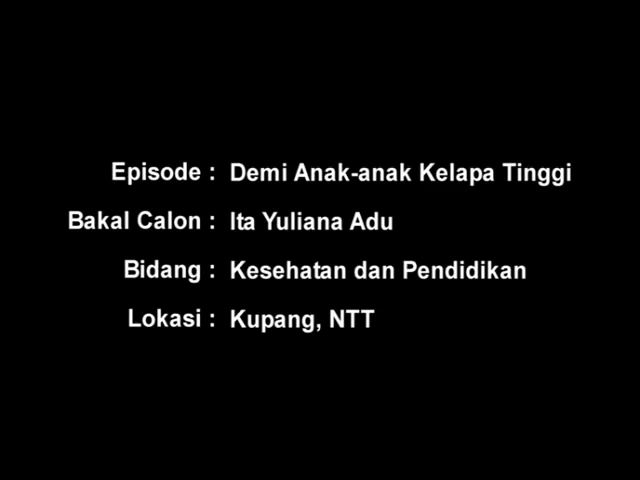 Episode : Demi Anak-anak Kelapa Tinggi
Bakal Calon : Ita Yuliana Adu
Bidang : Kesehatan dan Pendidikan
Lokasi : Kupang, NTT